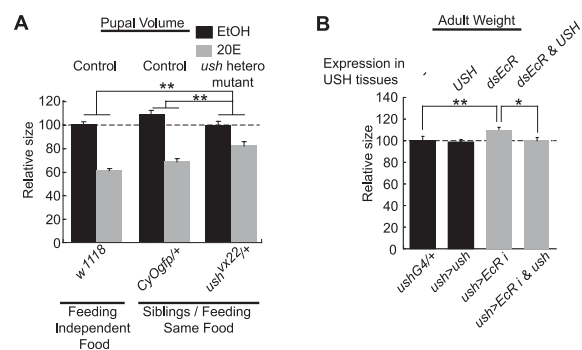 A
Pupal Volume
EtOH
20E
Control
Control
ush hetero
mutant
**
**
Relative size
120
100
80
60
40
20
0
w1118
CyOgfp/+
ushvx22/+
Feeding
Independent
Food
Siblings / Feeding
Same Food
B
Adult Weight
Expression in
USH tissues
-
USH
dsEcR
dsEcR & USH
**
*
Relative size
140
120
100
80
60
40
20
0
ushG4/+
ush>ush
ush>EcR i
ush>EcR i & ush